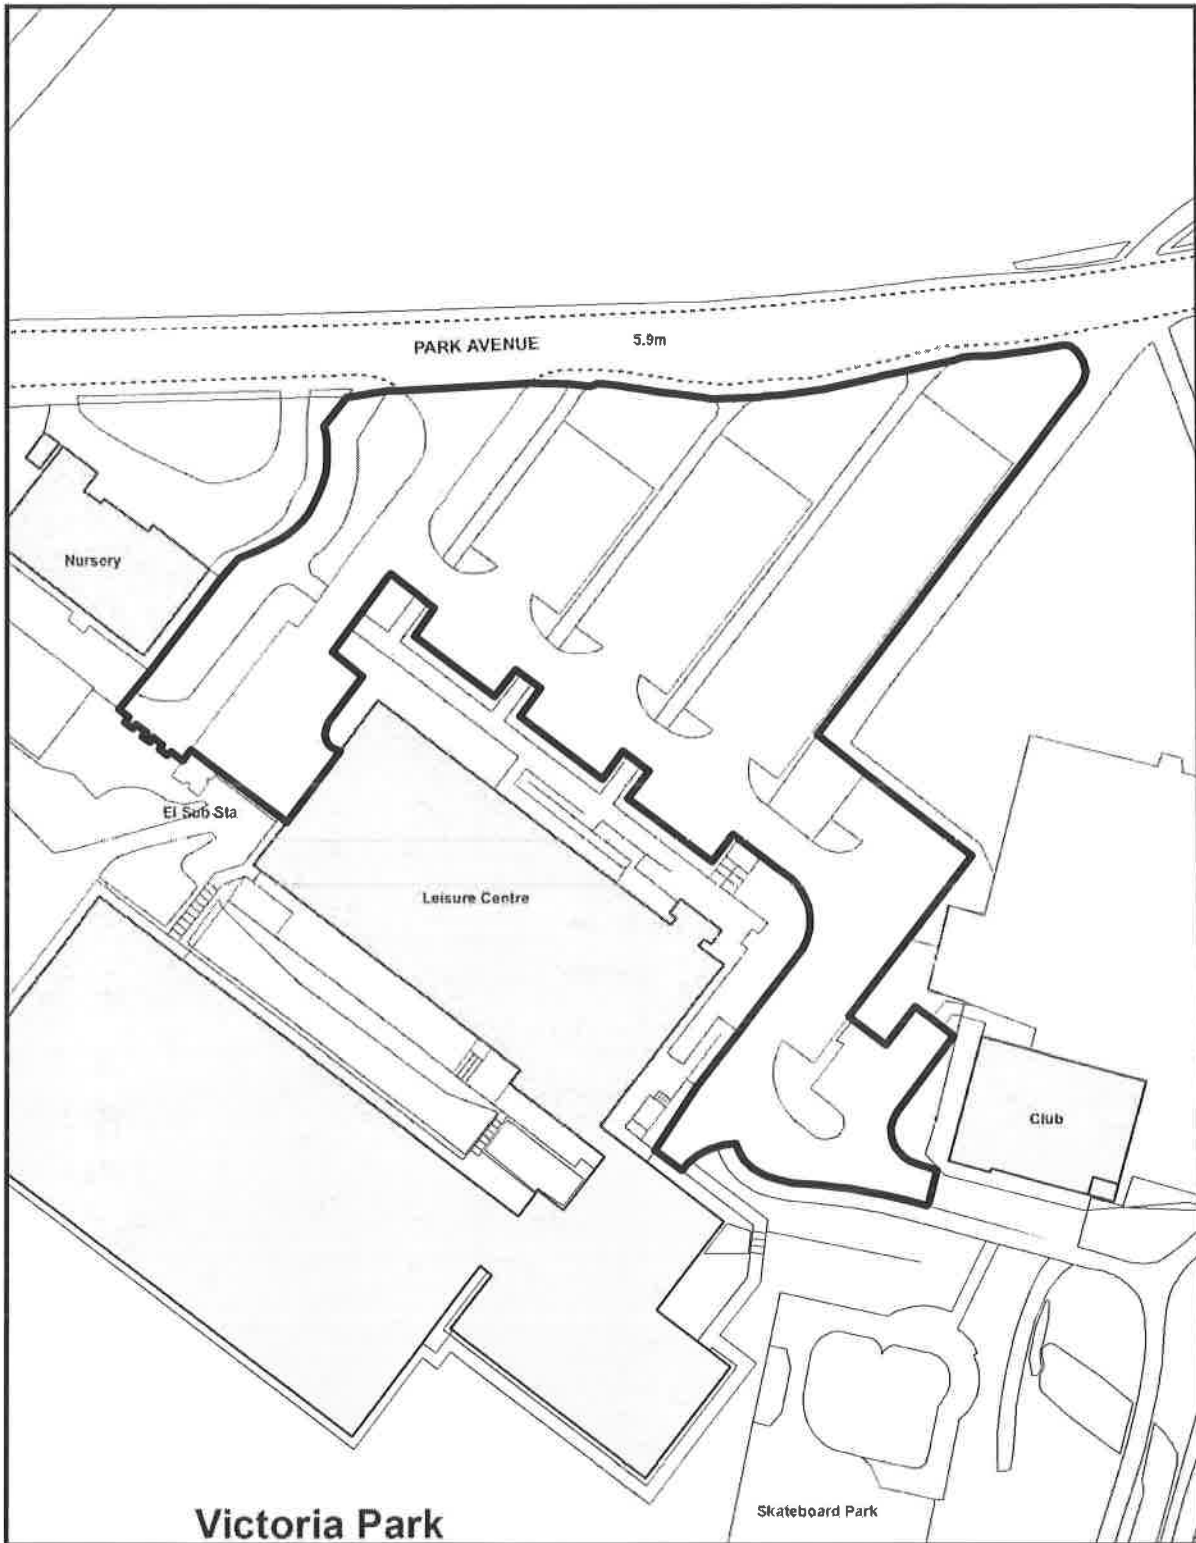 PARK AVENUE
5.9m
Nursery
El Sub Sta
Leisure Centre
Club
Skateboard Park
Victoria Park